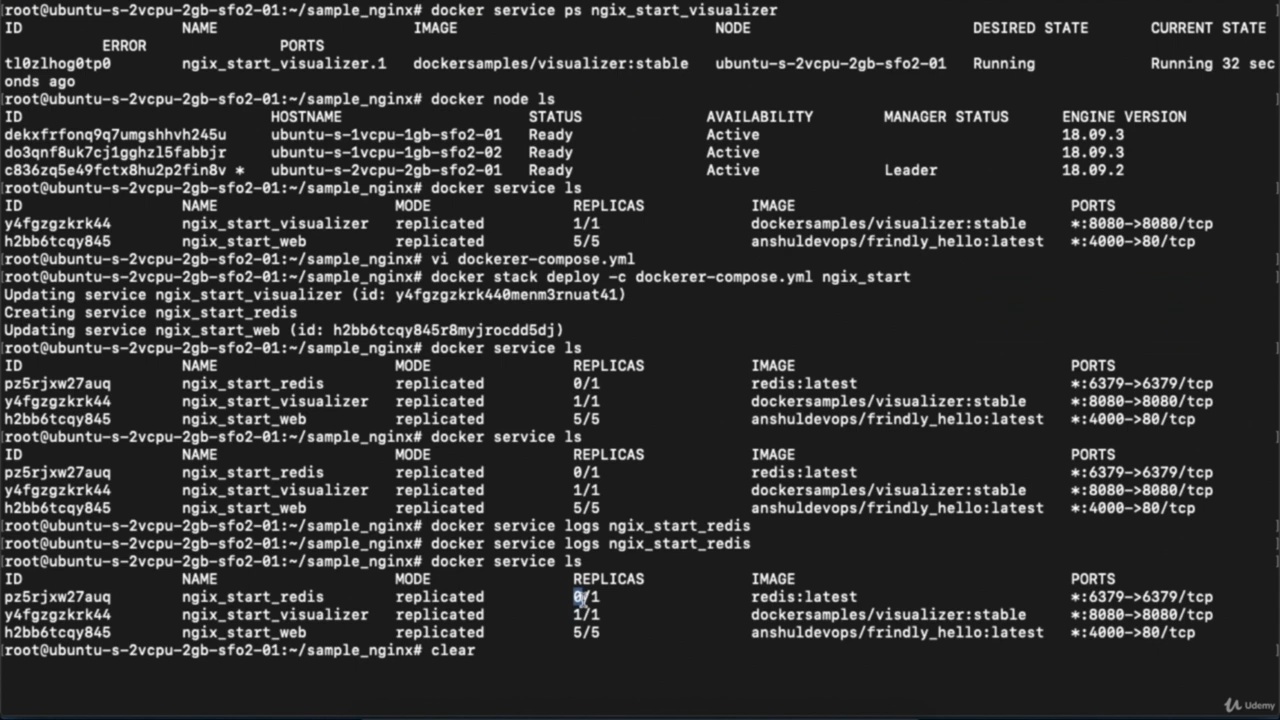 [root@ubuntu-s-2vcpu-2gb-sfo2-01:~/sample_nginx# docker service ps ngix_start_visualizer
ID NAME IMAGE NODE DESIRED STATE CURRENT STATE
ERROR PORTS
tl0zlhog0tp0 ngix_start_visualizer.1 dockersamples/visualizer:stable ubuntu-s-2vcpu-2gb-sfo2-01 Running Running 32 sec
onds ago
[root@ubuntu-s-2vcpu-2gb-sfo2-01:~/sample_nginx# docker node ls
ID HOSTNAME STATUS AVAILABILITY MANAGER STATUS ENGINE VERSION
dekxfrfonq9q7umgshhvh245u ubuntu-s-1vcpu-1gb-sfo2-01 Ready Active 18.09.3
do3qnf8uk7cj1gghzl5fabbjr ubuntu-s-1vcpu-1gb-sfo2-02 Ready Active 18.09.3
c836zq5e49fctx8hu2p2fin8v * ubuntu-s-2vcpu-2gb-sfo2-01 Ready Active Leader 18.09.2
[root@ubuntu-s-2vcpu-2gb-sfo2-01:~/sample_nginx# docker service ls
ID NAME MODE REPLICAS IMAGE PORTS
y4fgzgzkrk44 ngix_start_visualizer replicated 1/1 dockersamples/visualizer:stable *:8080->8080/tcp
h2bb6tcqy845 ngix_start_web replicated 5/5 anshuldevops/frindly_hello:latest *:4000->80/tcp
[root@ubuntu-s-2vcpu-2gb-sfo2-01:~/sample_nginx# vi dockerer-compose.yml
[root@ubuntu-s-2vcpu-2gb-sfo2-01:~/sample_nginx# docker stack deploy -c dockerer-compose.yml ngix_start
Updating service ngix_start_visualizer (id: y4fgzgzkrk440menm3rnuat41)
Creating service ngix_start_redis
Updating service ngix_start_web (id: h2bb6tcqy845r8myjrocdd5dj)
[root@ubuntu-s-2vcpu-2gb-sfo2-01:~/sample_nginx# docker service ls
ID NAME MODE REPLICAS IMAGE PORTS
pz5rjxw27auq ngix_start_redis replicated 0/1 redis:latest *:6379->6379/tcp
y4fgzgzkrk44 ngix_start_visualizer replicated 1/1 dockersamples/visualizer:stable *:8080->8080/tcp
h2bb6tcqy845 ngix_start_web replicated 5/5 anshuldevops/frindly_hello:latest *:4000->80/tcp
[root@ubuntu-s-2vcpu-2gb-sfo2-01:~/sample_nginx# docker service ls
ID NAME MODE REPLICAS IMAGE PORTS
pz5rjxw27auq ngix_start_redis replicated 0/1 redis:latest *:6379->6379/tcp
y4fgzgzkrk44 ngix_start_visualizer replicated 1/1 dockersamples/visualizer:stable *:8080->8080/tcp
h2bb6tcqy845 ngix_start_web replicated 5/5 anshuldevops/frindly_hello:latest *:4000->80/tcp
[root@ubuntu-s-2vcpu-2gb-sfo2-01:~/sample_nginx# docker service logs ngix_start_redis
[root@ubuntu-s-2vcpu-2gb-sfo2-01:~/sample_nginx# docker service logs ngix_start_redis
[root@ubuntu-s-2vcpu-2gb-sfo2-01:~/sample_nginx# docker service ls
ID NAME MODE REPLICAS IMAGE PORTS
pz5rjxw27auq ngix_start_redis replicated 0/1 redis:latest *:6379->6379/tcp
y4fgzgzkrk44 ngix_start_visualizer replicated 1/1 dockersamples/visualizer:stable *:8080->8080/tcp
h2bb6tcqy845 ngix_start_web replicated 5/5 anshuldevops/frindly_hello:latest *:4000->80/tcp
[root@ubuntu-s-2vcpu-2gb-sfo2-01:~/sample_nginx# clear
Udemy